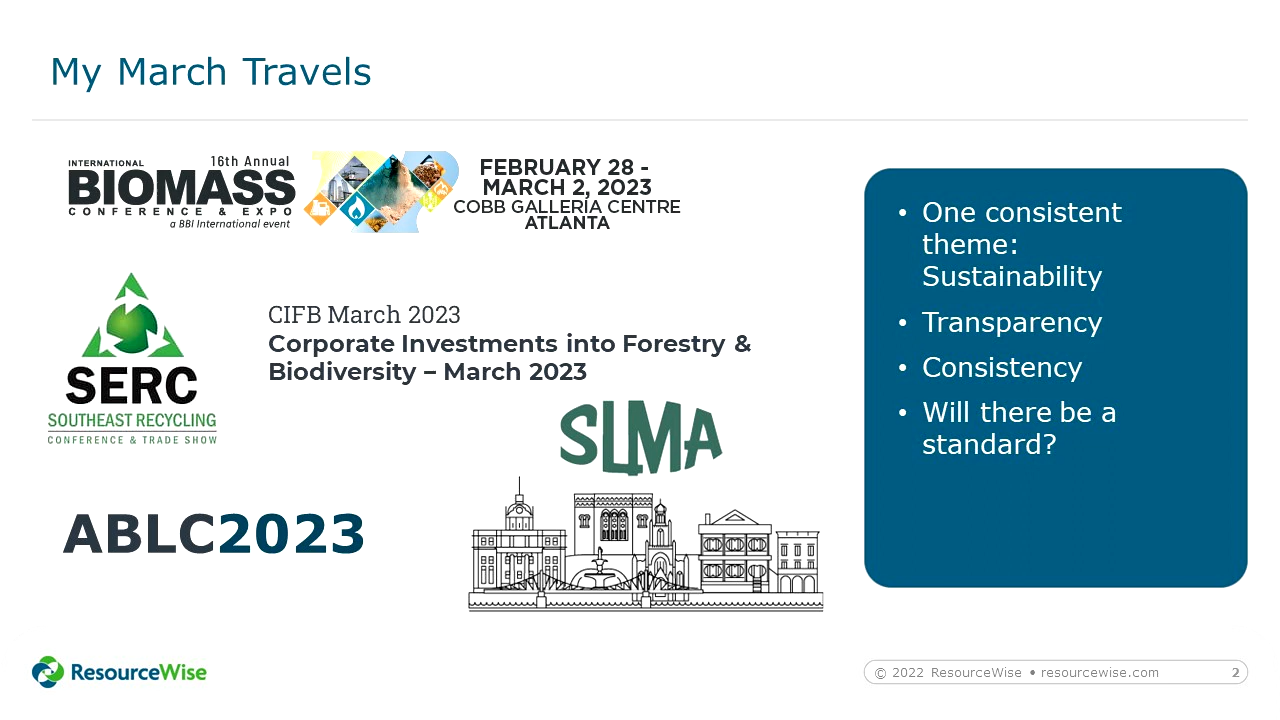 My March Travels
INTERNATIONAL 16th Annual
BIOMASS
CONFERENCE & EXPO
a BBI International event
FEBRUARY 28 -
MARCH 2, 2023
COBB GALLERIA CENTRE
ATLANTA
SERC
SOUTHEAST RECYCLING
CONFERENCE & TRADE SHOW
CIFB March 2023
Corporate Investments into Forestry &
Biodiversity – March 2023
SLMA
ABLC2023
• One consistent
theme:
Sustainability
• Transparency
• Consistency
• Will there be a
standard?
ResourceWise
© 2022 ResourceWise • resourcewise.com 2